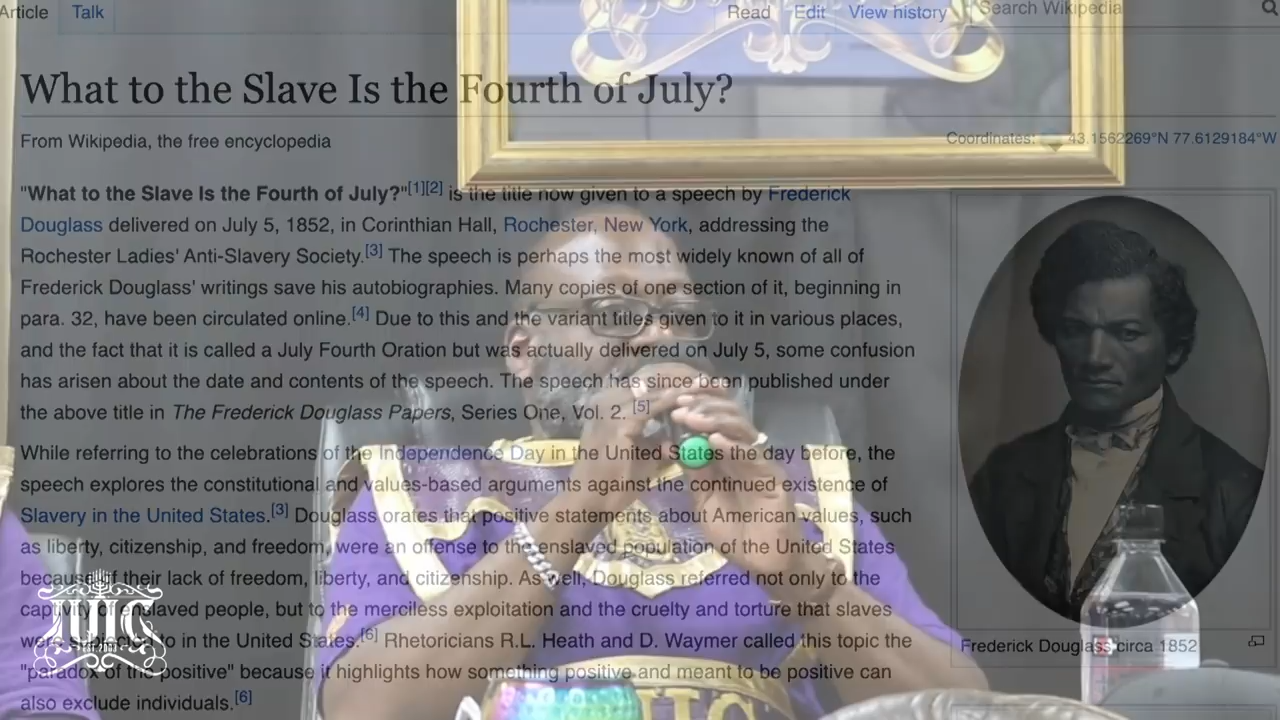 Article Talk Read Edit View history Search Wikipedia
What to the Slave Is the Fourth of July?
From Wikipedia, the free encyclopedia
Coordinates: 43.1562269°N 77.6129184°W
"What to the Slave Is the Fourth of July?"[1][2] is the title now given to a speech by Frederick
Douglass delivered on July 5, 1852, in Corinthian Hall, Rochester, New York, addressing the
Rochester Ladies' Anti-Slavery Society.[3] The speech is perhaps the most widely known of all of
Frederick Douglass' writings save his autobiographies. Many copies of one section of it, beginning in
para. 32, have been circulated online.[4] Due to this and the variant titles given to it in various places,
and the fact that it is called a July Fourth Oration but was actually delivered on July 5, some confusion
has arisen about the date and contents of the speech. The speech has since been published under
the above title in The Frederick Douglass Papers, Series One, Vol. 2. [5]
While referring to the celebrations of the Independence Day in the United States the day before, the
speech explores the constitutional and values-based arguments against the continued existence of
Slavery in the United States.[3] Douglass orates that positive statements about American values, such
as liberty, citizenship, and freedom, were an offense to the enslaved population of the United States
because of their lack of freedom, liberty, and citizenship. As well, Douglass referred not only to the
captivity of enslaved people, but to the merciless exploitation and the cruelty and torture that slaves
were subjected to in the United States.[6] Rhetoricians R.L. Heath and D. Waymer called this topic the
"paradox of the positive" because it highlights how something positive and meant to be positive can
also exclude individuals.[6]
Frederick Douglass circa 1852
IUIC
EST. 2003